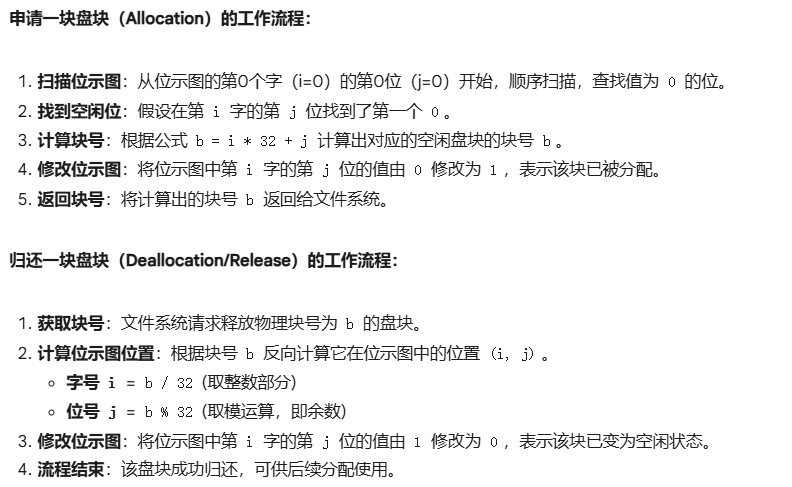 申请一块盘块（Allocation）的工作流程：
1. 扫描位示图：从位示图的第0个字（i=0）的第0位（j=0）开始，顺序扫描，查找值为 0 的位。
2. 找到空闲位：假设在第 i 字的第 j 位找到了第一个 0 。
3. 计算块号：根据公式 b = i * 32 + j 计算出对应的空闲盘块的块号 b 。
4. 修改位示图：将位示图中第 i 字的第 j 位的值由 0 修改为 1 ，表示该块已被分配。
5. 返回块号：将计算出的块号 b 返回给文件系统。
归还一块盘块（Deallocation/Release）的工作流程：
1. 获取块号：文件系统请求释放物理块号为 b 的盘块。
2. 计算位示图位置：根据块号 b 反向计算它在位示图中的位置 (i, j) 。
○ 字号 i = b / 32 (取整数部分)
○ 位号 j = b % 32 (取模运算，即余数)
3. 修改位示图：将位示图中第 i 字的第 j 位的值由 1 修改为 0 ，表示该块已变为空闲状态。
4. 流程结束：该盘块成功归还，可供后续分配使用。